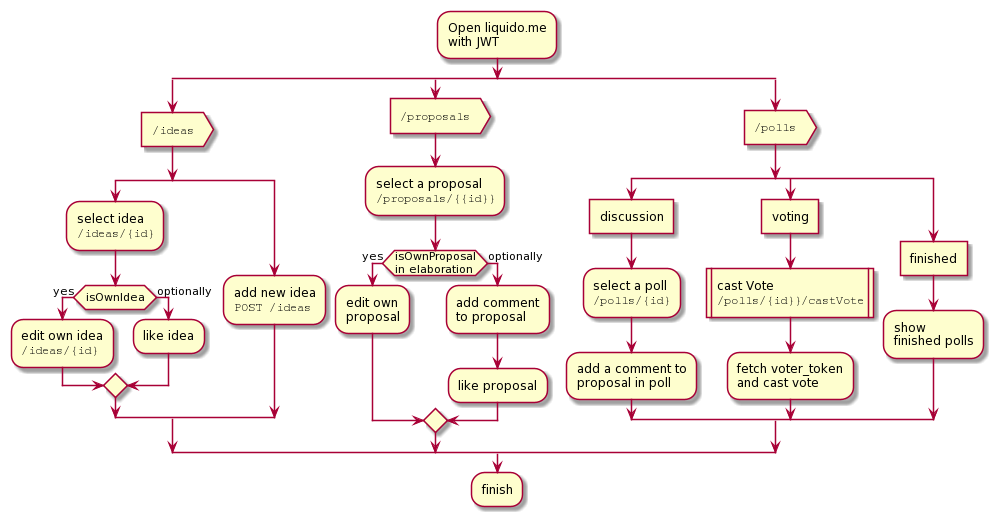 Open liquido.me
with JWT
/ideas
select idea
/ideas/{id}
yes
isOwnIdea
optionally
edit own idea
/ideas/{id}
like idea
add new idea
POST /ideas
/proposals
select a proposal
/proposals/{{id}}
yes
isOwnProposal
in elaboration
optionally
edit own
proposal
add comment
to proposal
like proposal
/polls
discussion
select a poll
/polls/{id}
add a comment to
proposal in poll
voting
cast Vote
/polls/{id})/castVote
fetch voter_token
and cast vote
finished
show
finished polls
finish